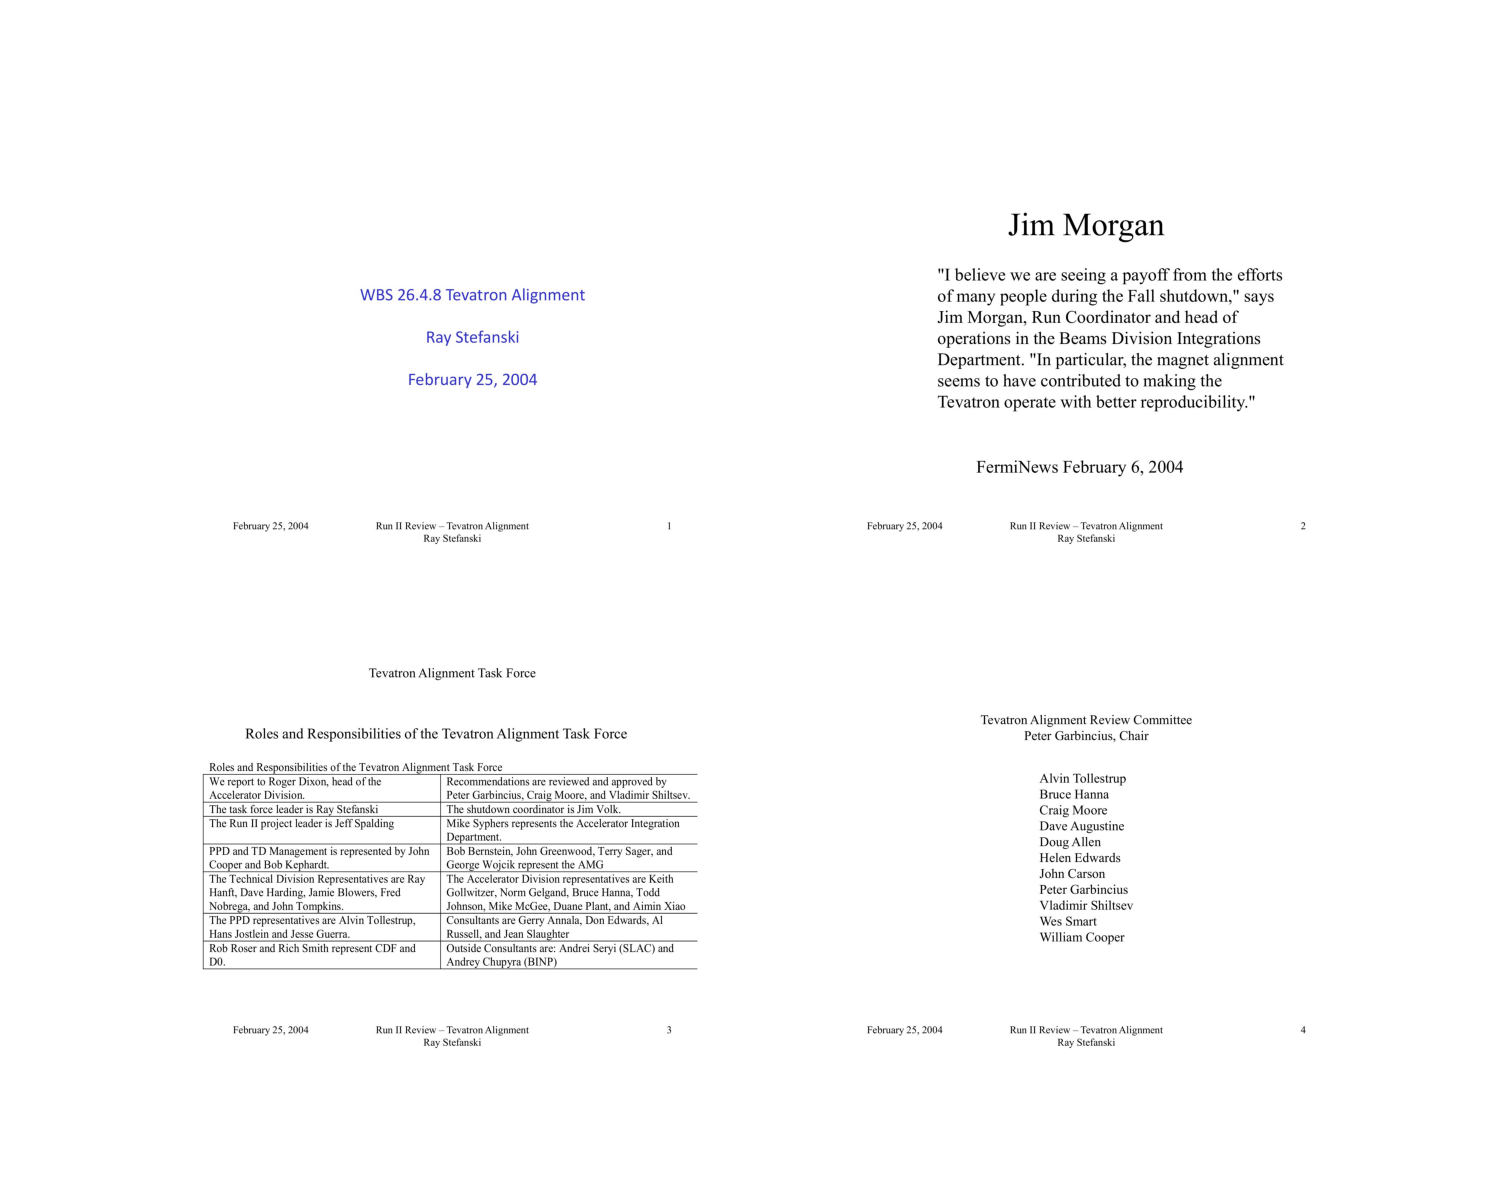 WBS 26.4.8 Tevatron Alignment
Ray Stefanski
February 25, 2004
February 25, 2004
Run II Review – Tevatron Alignment
Ray Stefanski
1
Jim Morgan
"I believe we are seeing a payoff from the efforts
of many people during the Fall shutdown," says
Jim Morgan, Run Coordinator and head of
operations in the Beams Division Integrations
Department. "In particular, the magnet alignment
seems to have contributed to making the
Tevatron operate with better reproducibility."
FermiNews February 6, 2004
February 25, 2004
Run II Review – Tevatron Alignment
Ray Stefanski
2
Tevatron Alignment Task Force
Roles and Responsibilities of the Tevatron Alignment Task Force
Roles and Responsibilities of the Tevatron Alignment Task Force
We report to Roger Dixon, head of the
Accelerator Division.
Recommendations are reviewed and approved by
Peter Garbincius, Craig Moore, and Vladimir Shiltsev.
The task force leader is Ray Stefanski
The shutdown coordinator is Jim Volk.
The Run II project leader is Jeff Spalding
Mike Syphers represents the Accelerator Integration
Department.
PPD and TD Management is represented by John
Cooper and Bob Kephardt.
Bob Bernstein, John Greenwood, Terry Sager, and
George Wojcik represent the AMG
The Technical Division Representatives are Ray
Hanft, Dave Harding, Jamie Blowers, Fred
Nobrega, and John Tompkins.
The Accelerator Division representatives are Keith
Gollwitzer, Norm Gelgand, Bruce Hanna, Todd
Johnson, Mike McGee, Duane Plant, and Aimin Xiao
The PPD representatives are Alvin Tollestrup,
Hans Jostlein and Jesse Guerra.
Consultants are Gerry Annala, Don Edwards, Al
Russell, and Jean Slaughter
Rob Roser and Rich Smith represent CDF and
D0.
Outside Consultants are: Andrei Seryi (SLAC) and
Andrey Chupyra (BINP)
February 25, 2004
Run II Review – Tevatron Alignment
Ray Stefanski
3
Tevatron Alignment Review Committee
Peter Garbincius, Chair
Alvin Tollestrup
Bruce Hanna
Craig Moore
Dave Augustine
Doug Allen
Helen Edwards
John Carson
Peter Garbincius
Vladimir Shiltsev
Wes Smart
William Cooper
February 25, 2004
Run II Review – Tevatron Alignment
Ray Stefanski
4